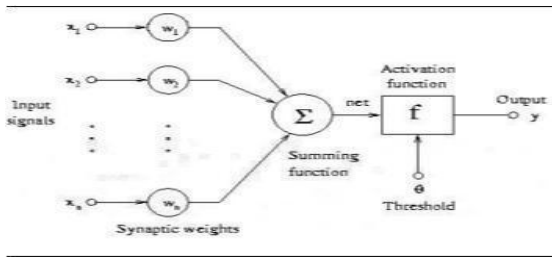 x1 w1
x2 w2
Input
signals
xn wn
Synaptic weights
Σ
Summing
function
net
Activation
function
f
θ
Threshold
Output
y